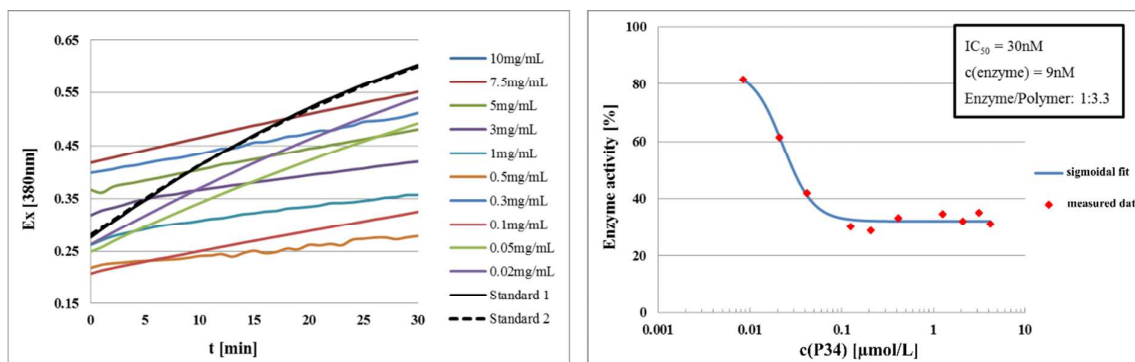 0.65
0.55
0.45
0.35
0.25
0.15
Ex [380nm]
0
5
10
15
20
25
30
t [min]
10mg/mL
7.5mg/mL
5mg/mL
3mg/mL
1mg/mL
0.5mg/mL
0.3mg/mL
0.1mg/mL
0.05mg/mL
0.02mg/mL
Standard 1
Standard 2
100
80
60
40
20
0
Enzyme activity [%]
0.001
0.01
0.1
1
10
c(P34) [µmol/L]
IC50 = 30nM
c(enzyme) = 9nM
Enzyme/Polymer: 1:3.3
sigmoidal fit
measured dat